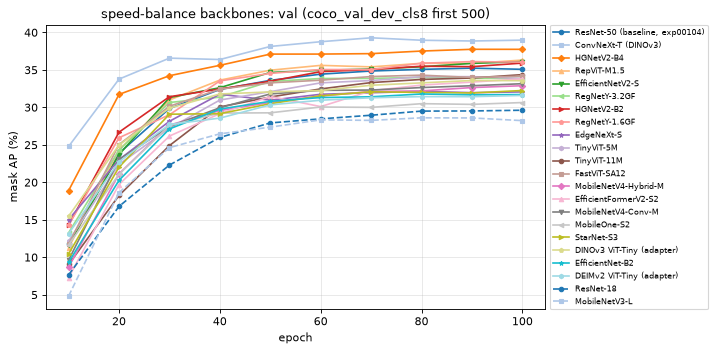 speed-balance backbones: val (coco_val_dev_cls8 first 500)
mask AP (%)
40
35
30
25
20
15
10
5
20 40 60 80 100
epoch
ResNet-50 (baseline, exp00104)
ConvNeXt-T (DINOv3)
HGNetV2-B4
RepViT-M1.5
EfficientNetV2-S
RegNetY-3.2GF
HGNetV2-B2
RegNetY-1.6GF
EdgeNeXt-S
TinyViT-5M
TinyViT-11M
FastViT-SA12
MobileNetV4-Hybrid-M
EfficientFormerV2-S2
MobileNetV4-Conv-M
MobileOne-S2
StarNet-S3
DINOv3 ViT-Tiny (adapter)
EfficientNet-B2
DEIMv2 ViT-Tiny (adapter)
ResNet-18
MobileNetV3-L